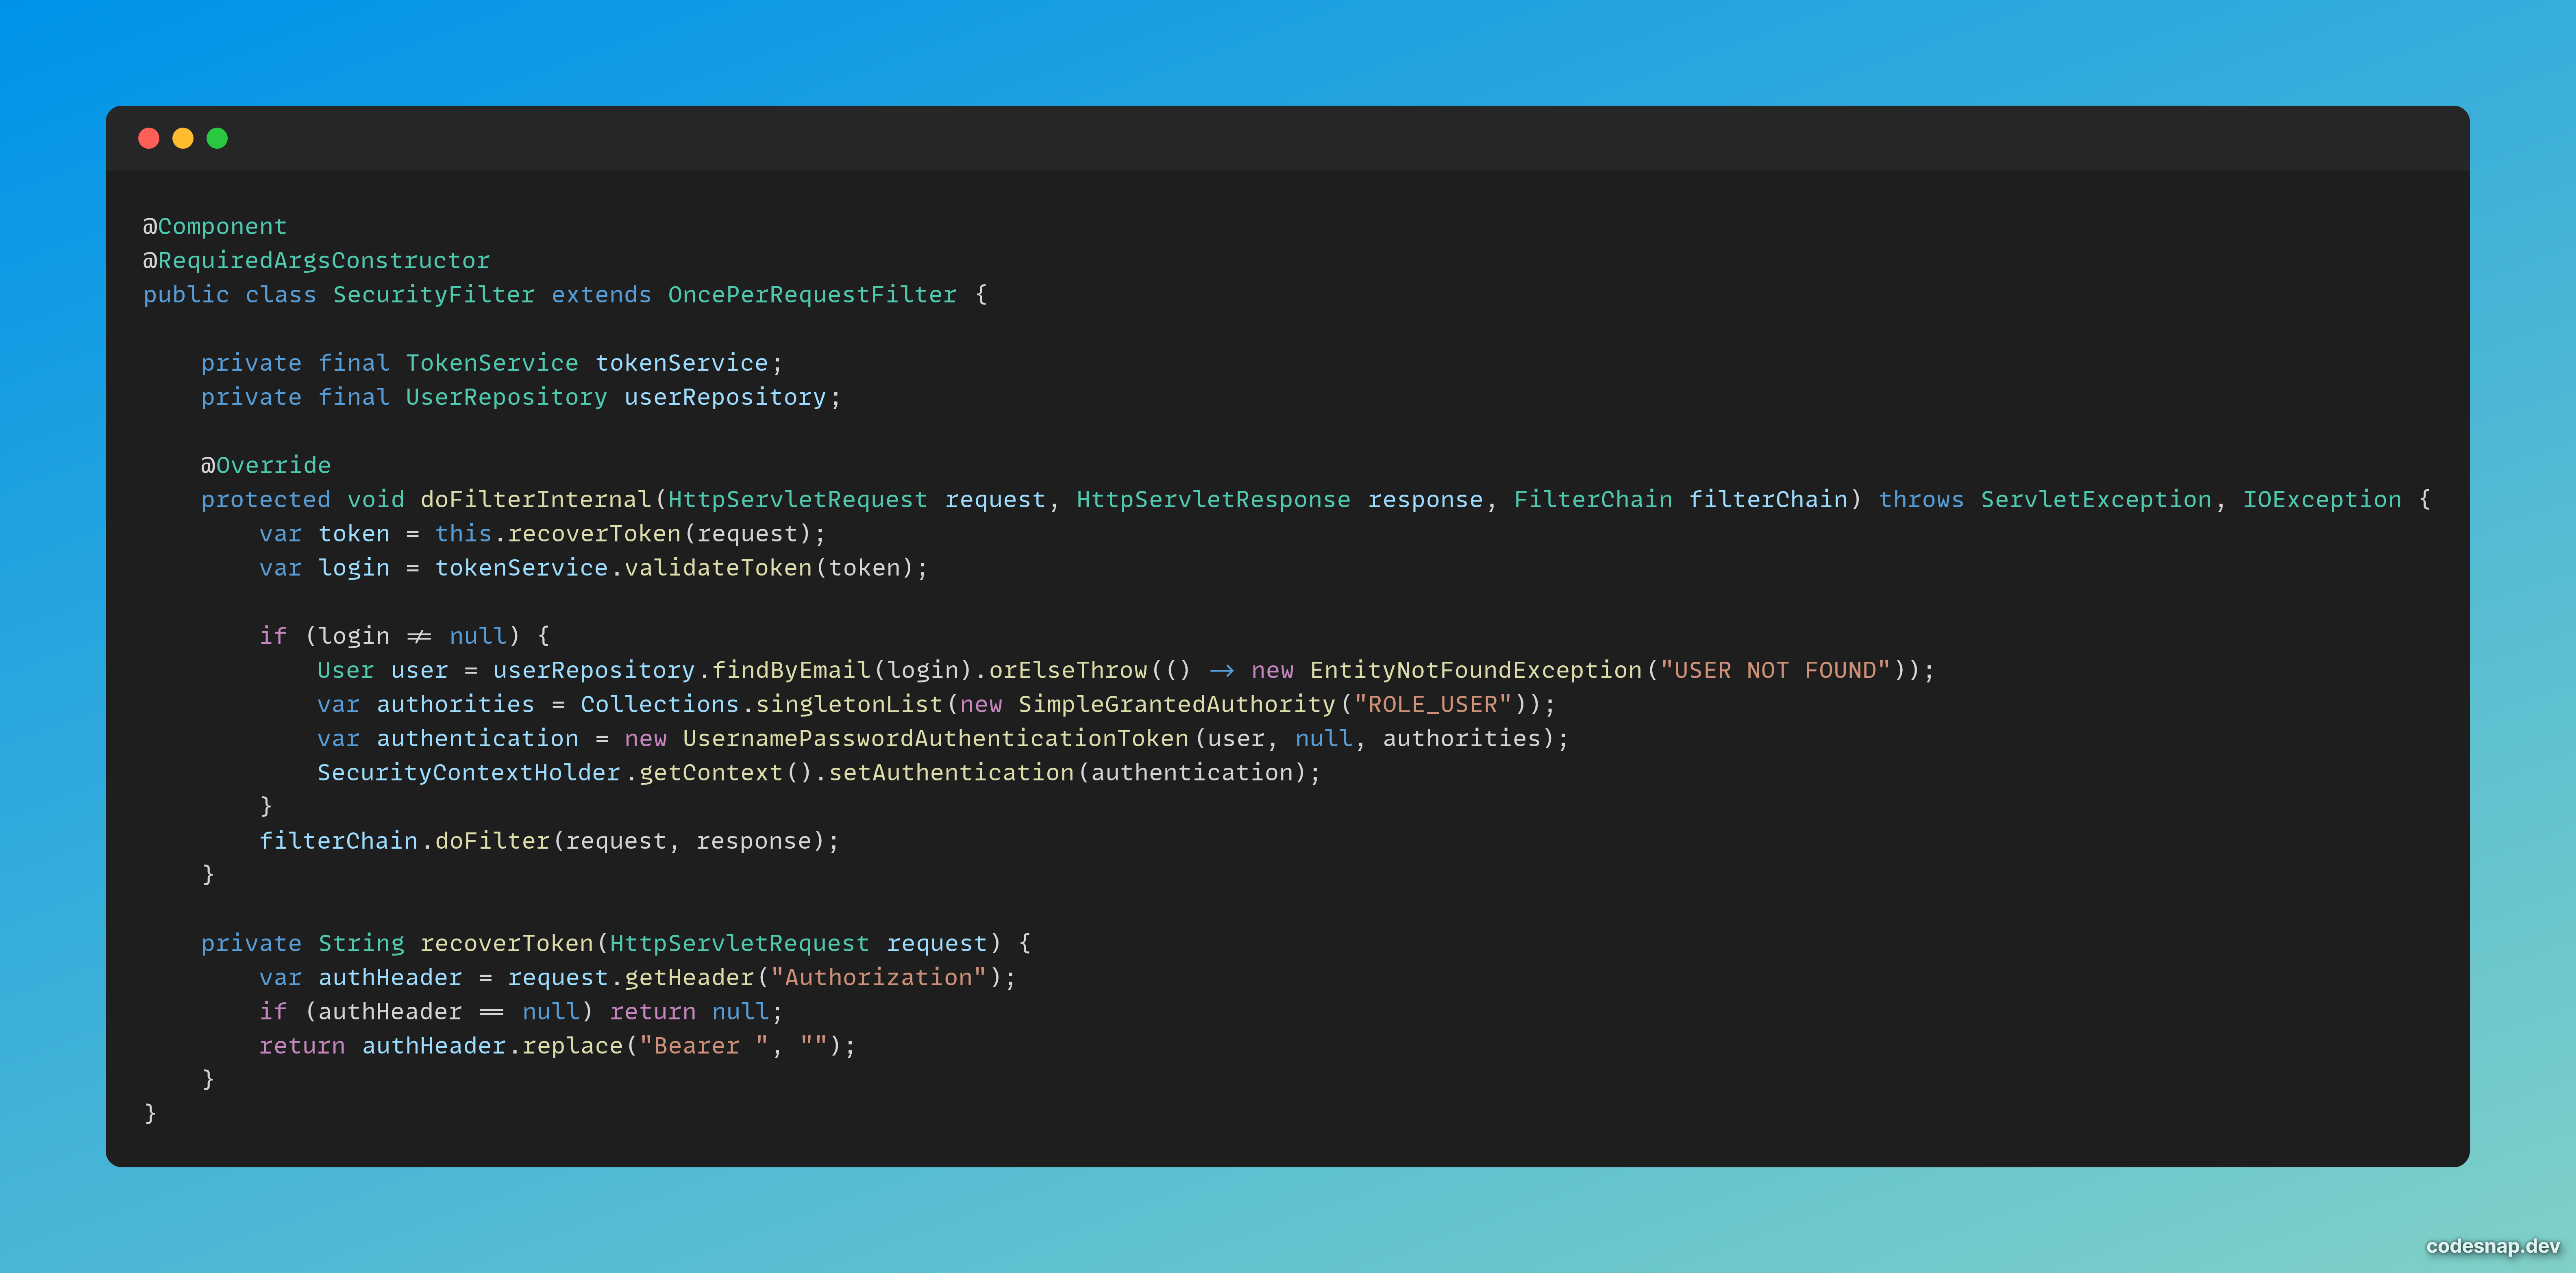 @Component
@RequiredArgsConstructor
public class SecurityFilter extends OncePerRequestFilter {

    private final TokenService tokenService;
    private final UserRepository userRepository;

    @Override
    protected void doFilterInternal(HttpServletRequest request, HttpServletResponse response, FilterChain filterChain) throws ServletException, IOException {
        var token = this.recoverToken(request);
        var login = tokenService.validateToken(token);

        if (login != null) {
            User user = userRepository.findByEmail(login).orElseThrow(() -> new EntityNotFoundException("USER NOT FOUND"));
            var authorities = Collections.singletonList(new SimpleGrantedAuthority("ROLE_USER"));
            var authentication = new UsernamePasswordAuthenticationToken(user, null, authorities);
            SecurityContextHolder.getContext().setAuthentication(authentication);
        }
        filterChain.doFilter(request, response);
    }

    private String recoverToken(HttpServletRequest request) {
        var authHeader = request.getHeader("Authorization");
        if (authHeader == null) return null;
        return authHeader.replace("Bearer ", "");
    }
}
codesnap.dev